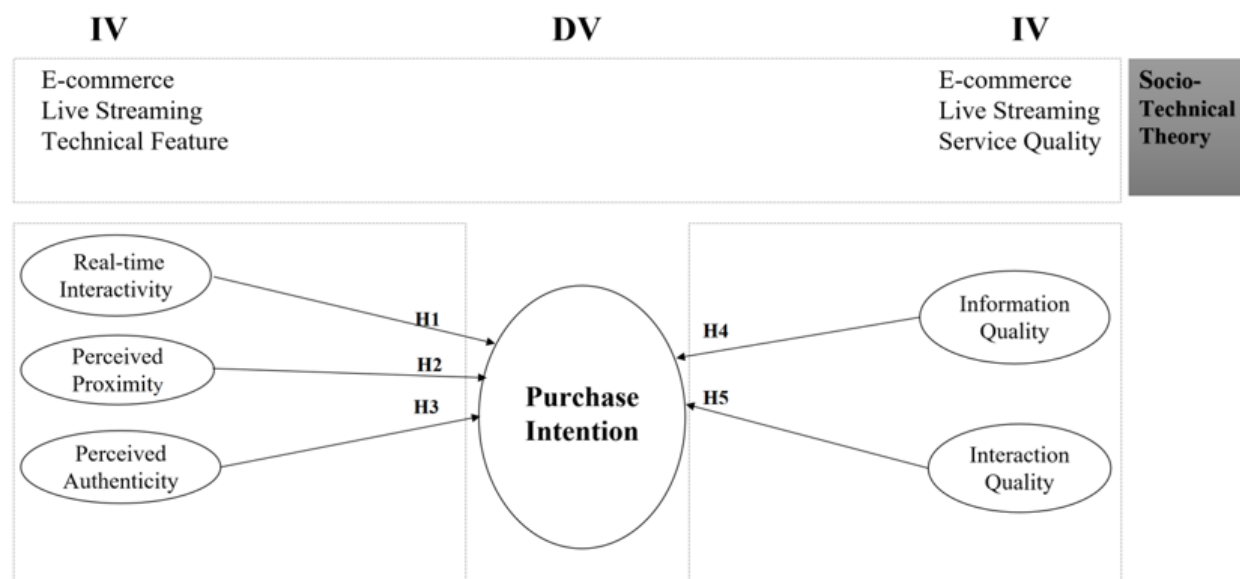 IV
DV
IV
E-commerce
Live Streaming
Technical Feature
E-commerce
Live Streaming
Service Quality
Socio-
Technical
Theory
Real-time
Interactivity
H1
Perceived
Proximity
H2
Perceived
Authenticity
H3
Purchase
Intention
H4
Information
Quality
H5
Interaction
Quality